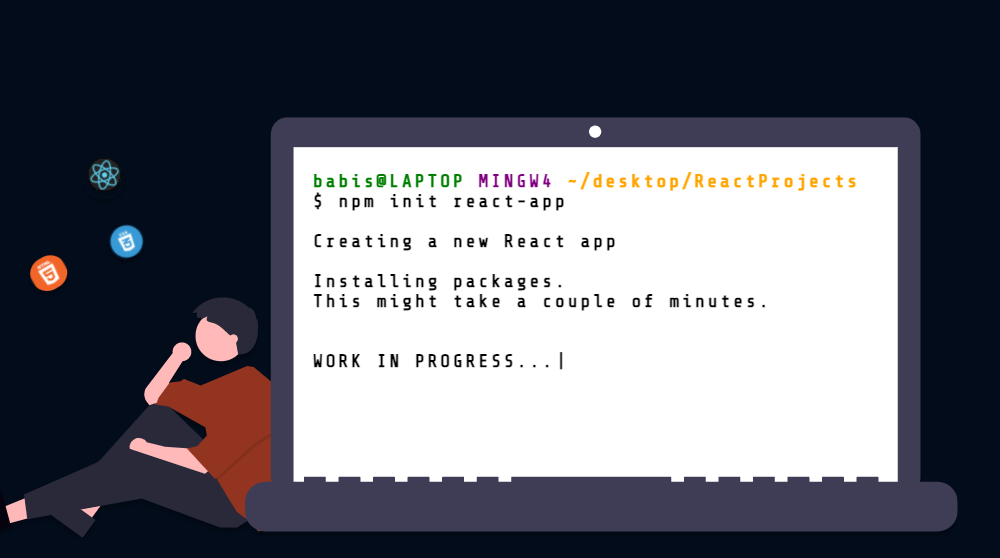 babis@LAPTOP MINGW4 ~/desktop/ReactProjects
$ npm init react-app
Creating a new React app
Installing packages.
This might take a couple of minutes.
WORK IN PROGRESS...|